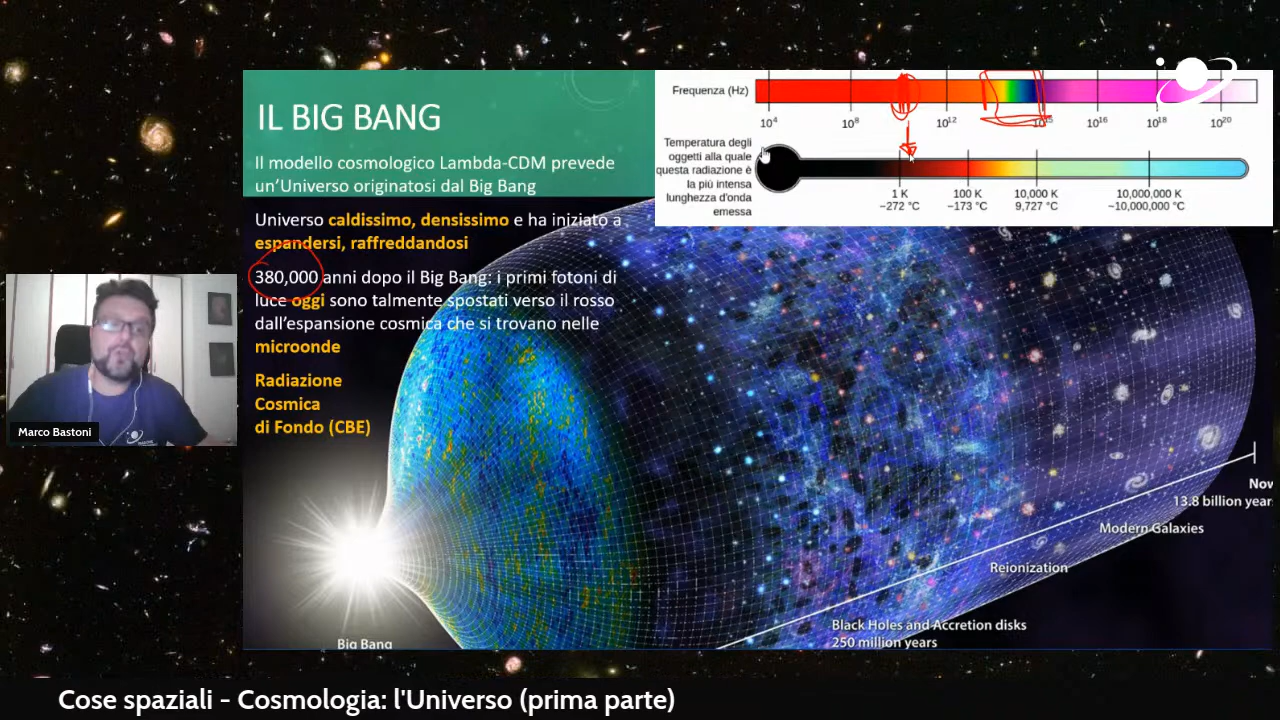 IL BIG BANG
Il modello cosmologico Lambda-CDM prevede
un'Universo originatosi dal Big Bang
Universo caldissimo, densissimo e ha iniziato a
espandersi, raffreddandosi
380,000 anni dopo il Big Bang: i primi fotoni di
luce oggi sono talmente spostati verso il rosso
dall'espansione cosmica che si trovano nelle
microonde
Radiazione
Cosmica
di Fondo (CBE)
Frequenza (Hz)
10⁴ 10⁸ 10¹² 10¹⁵ 10¹⁶ 10¹⁸ 10²⁰
Temperatura degli
oggetti alla quale
questa radiazione è
la più intensa
lunghezza d'onda
emessa
1 K 100 K 10,000 K 10,000,000 K
−272 °C −173 °C 9,727 °C ~10,000,000 °C
Marco Bastoni
Now
13.8 billion years
Modern Galaxies
Reionization
Black Holes and Accretion disks
250 million years
Big Bang
Cose spaziali - Cosmologia: l'Universo (prima parte)